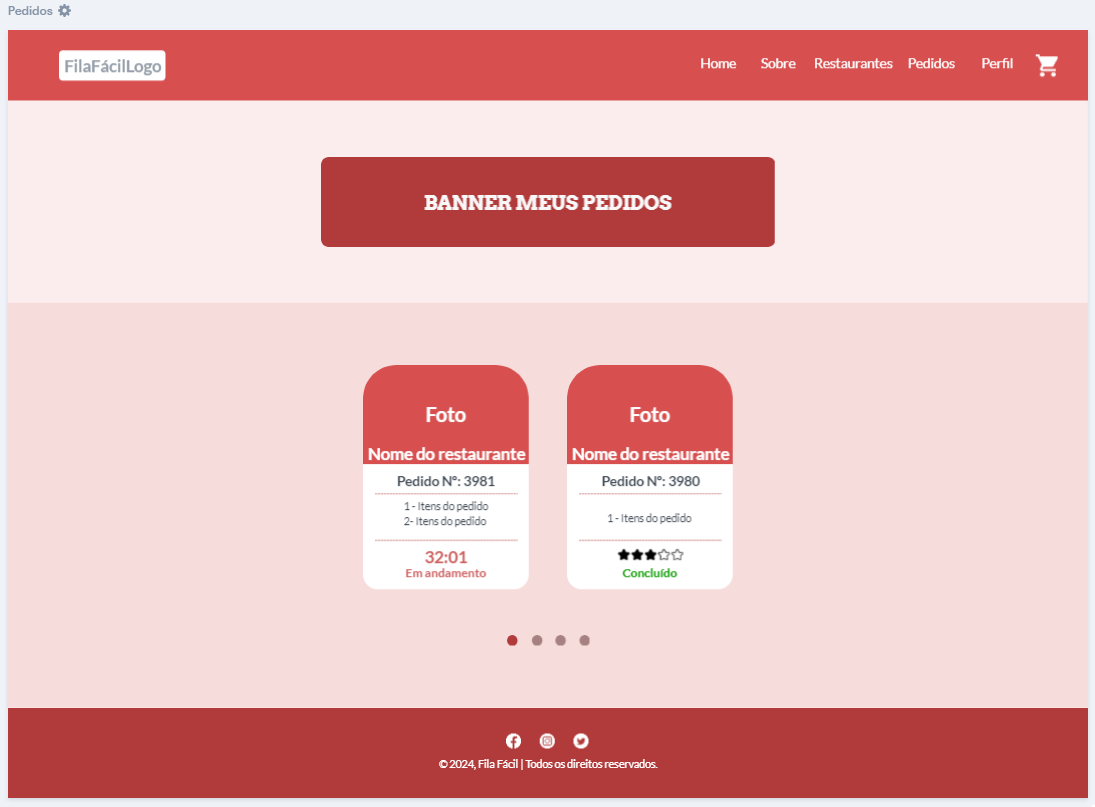 Pedidos
FilaFácilLogo
Home Sobre Restaurantes Pedidos Perfil
BANNER MEUS PEDIDOS
Foto
Nome do restaurante
Pedido Nº: 3981
1 - Itens do pedido
2- Itens do pedido
32:01
Em andamento
Foto
Nome do restaurante
Pedido Nº: 3980
1 - Itens do pedido
Concluído
© 2024, Fila Fácil | Todos os direitos reservados.